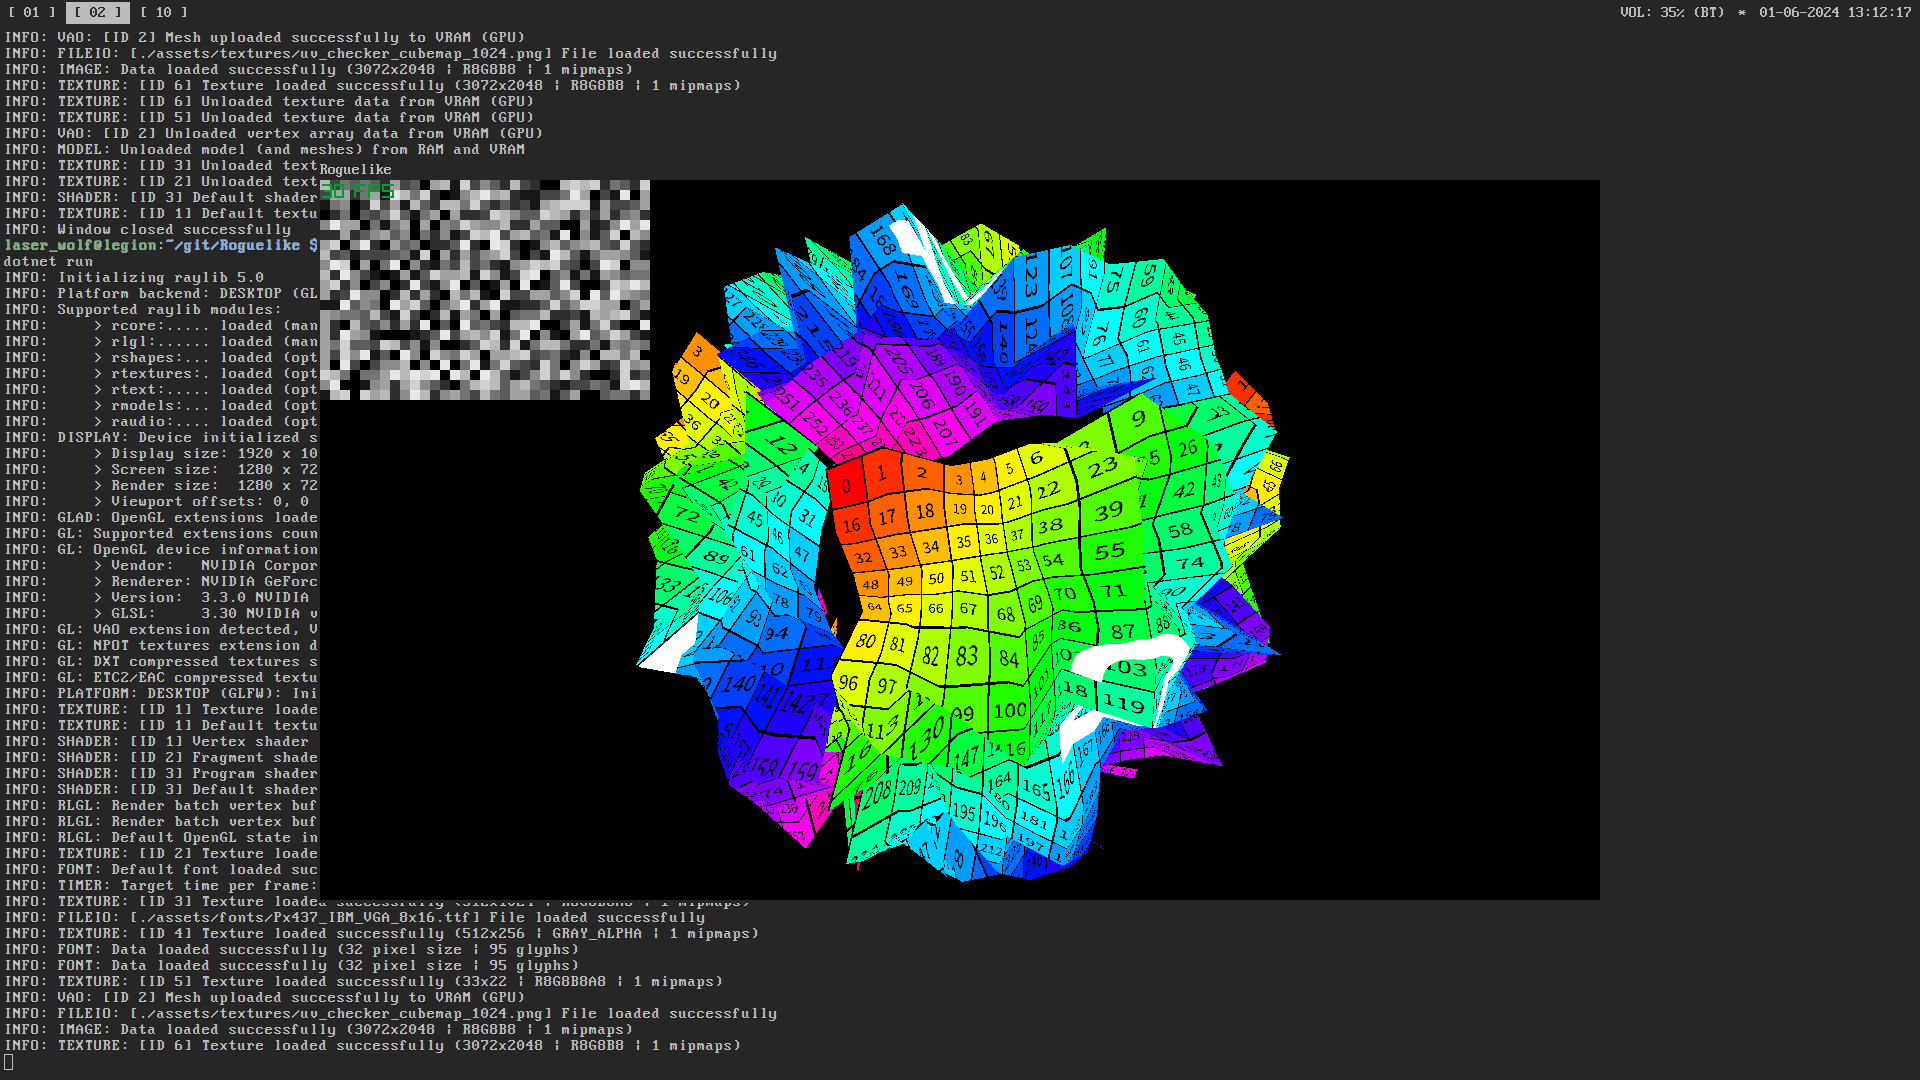 [ 01 ] [ 02 ] [ 10 ]
VOL: 35% (BT) * 01-06-2024 13:12:17
INFO: VAO: [ID 2] Mesh uploaded successfully to VRAM (GPU)
INFO: FILEIO: [./assets/textures/uv_checker_cubemap_1024.png] File loaded successfully
INFO: IMAGE: Data loaded successfully (3072x2048 | R8G8B8 | 1 mipmaps)
INFO: TEXTURE: [ID 6] Texture loaded successfully (3072x2048 | R8G8B8 | 1 mipmaps)
INFO: TEXTURE: [ID 6] Unloaded texture data from VRAM (GPU)
INFO: TEXTURE: [ID 5] Unloaded texture data from VRAM (GPU)
INFO: VAO: [ID 2] Unloaded vertex array data from VRAM (GPU)
INFO: MODEL: Unloaded model (and meshes) from RAM and VRAM
INFO: TEXTURE: [ID 3] Unloaded text
INFO: TEXTURE: [ID 2] Unloaded text
INFO: SHADER: [ID 3] Default shader
INFO: TEXTURE: [ID 1] Default textu
INFO: Window closed successfully
laser_wolf@legion:~/git/Roguelike $
dotnet run
INFO: Initializing raylib 5.0
INFO: Platform backend: DESKTOP (GL
INFO: Supported raylib modules:
INFO:     > rcore:..... loaded (man
INFO:     > rlgl:...... loaded (man
INFO:     > rshapes:... loaded (opt
INFO:     > rtextures:. loaded (opt
INFO:     > rtext:..... loaded (opt
INFO:     > rmodels:... loaded (opt
INFO:     > raudio:.... loaded (opt
INFO: DISPLAY: Device initialized s
INFO:     > Display size: 1920 x 10
INFO:     > Screen size:  1280 x 72
INFO:     > Render size:  1280 x 72
INFO:     > Viewport offsets: 0, 0
INFO: GLAD: OpenGL extensions loade
INFO: GL: Supported extensions coun
INFO: GL: OpenGL device information
INFO:     > Vendor:   NVIDIA Corpor
INFO:     > Renderer: NVIDIA GeForc
INFO:     > Version:  3.3.0 NVIDIA
INFO:     > GLSL:     3.30 NVIDIA v
INFO: GL: VAO extension detected, V
INFO: GL: NPOT textures extension d
INFO: GL: DXT compressed textures s
INFO: GL: ETC2/EAC compressed textu
INFO: PLATFORM: DESKTOP (GLFW): Ini
INFO: TEXTURE: [ID 1] Texture loade
INFO: TEXTURE: [ID 1] Default textu
INFO: SHADER: [ID 1] Vertex shader
INFO: SHADER: [ID 2] Fragment shade
INFO: SHADER: [ID 3] Program shader
INFO: SHADER: [ID 3] Default shader
INFO: RLGL: Render batch vertex buf
INFO: RLGL: Render batch vertex buf
INFO: RLGL: Default OpenGL state in
INFO: TEXTURE: [ID 2] Texture loade
INFO: FONT: Default font loaded suc
INFO: TIMER: Target time per frame:
INFO: TEXTURE: [ID 3] Texture loaded successfully (512x1024 | R8G8B8A8 | 1 mipmaps)
INFO: FILEIO: [./assets/fonts/Px437_IBM_VGA_8x16.ttf] File loaded successfully
INFO: TEXTURE: [ID 4] Texture loaded successfully (512x256 | GRAY_ALPHA | 1 mipmaps)
INFO: FONT: Data loaded successfully (32 pixel size | 95 glyphs)
INFO: FONT: Data loaded successfully (32 pixel size | 95 glyphs)
INFO: TEXTURE: [ID 5] Texture loaded successfully (33x22 | R8G8B8A8 | 1 mipmaps)
INFO: VAO: [ID 2] Mesh uploaded successfully to VRAM (GPU)
INFO: FILEIO: [./assets/textures/uv_checker_cubemap_1024.png] File loaded successfully
INFO: IMAGE: Data loaded successfully (3072x2048 | R8G8B8 | 1 mipmaps)
INFO: TEXTURE: [ID 6] Texture loaded successfully (3072x2048 | R8G8B8 | 1 mipmaps)
Roguelike
30 FPS
0 1 2 3 4 5 6 23
16 17 18 19 20 21 22 39
32 33 34 35 36 37 38 55
48 49 50 51 52 53 54 71
64 65 66 67 68 69 70 87
80 81 82 83 84 85 86 103
96 97 99 100 119
9 26 42 58 74